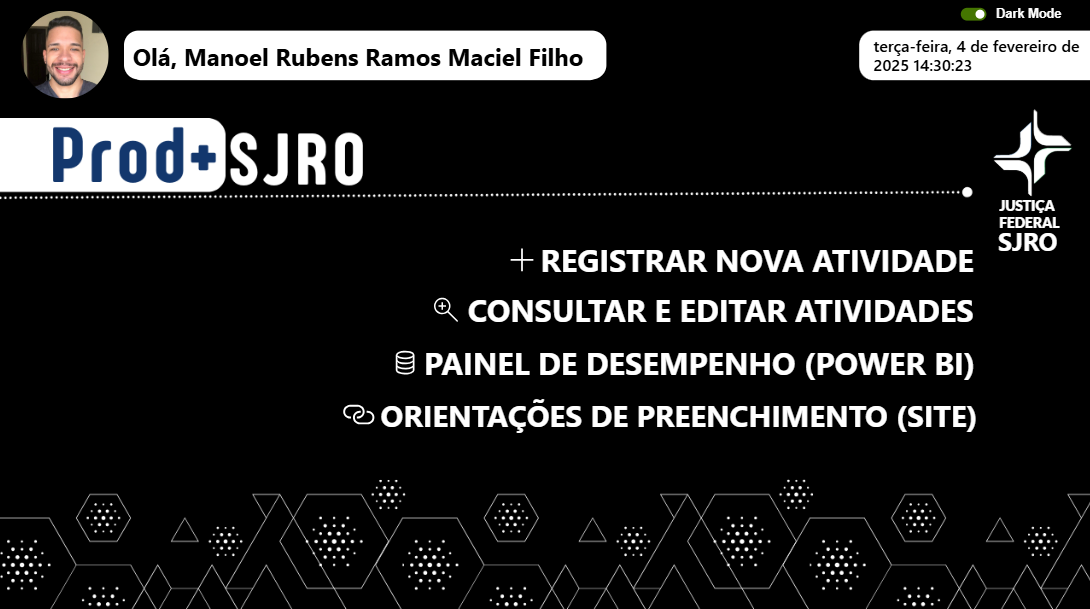 Dark Mode
Olá, Manoel Rubens Ramos Maciel Filho
terça-feira, 4 de fevereiro de
2025 14:30:23
Prod+SJRO
JUSTIÇA
FEDERAL
SJRO
REGISTRAR NOVA ATIVIDADE
CONSULTAR E EDITAR ATIVIDADES
PAINEL DE DESEMPENHO (POWER BI)
ORIENTAÇÕES DE PREENCHIMENTO (SITE)